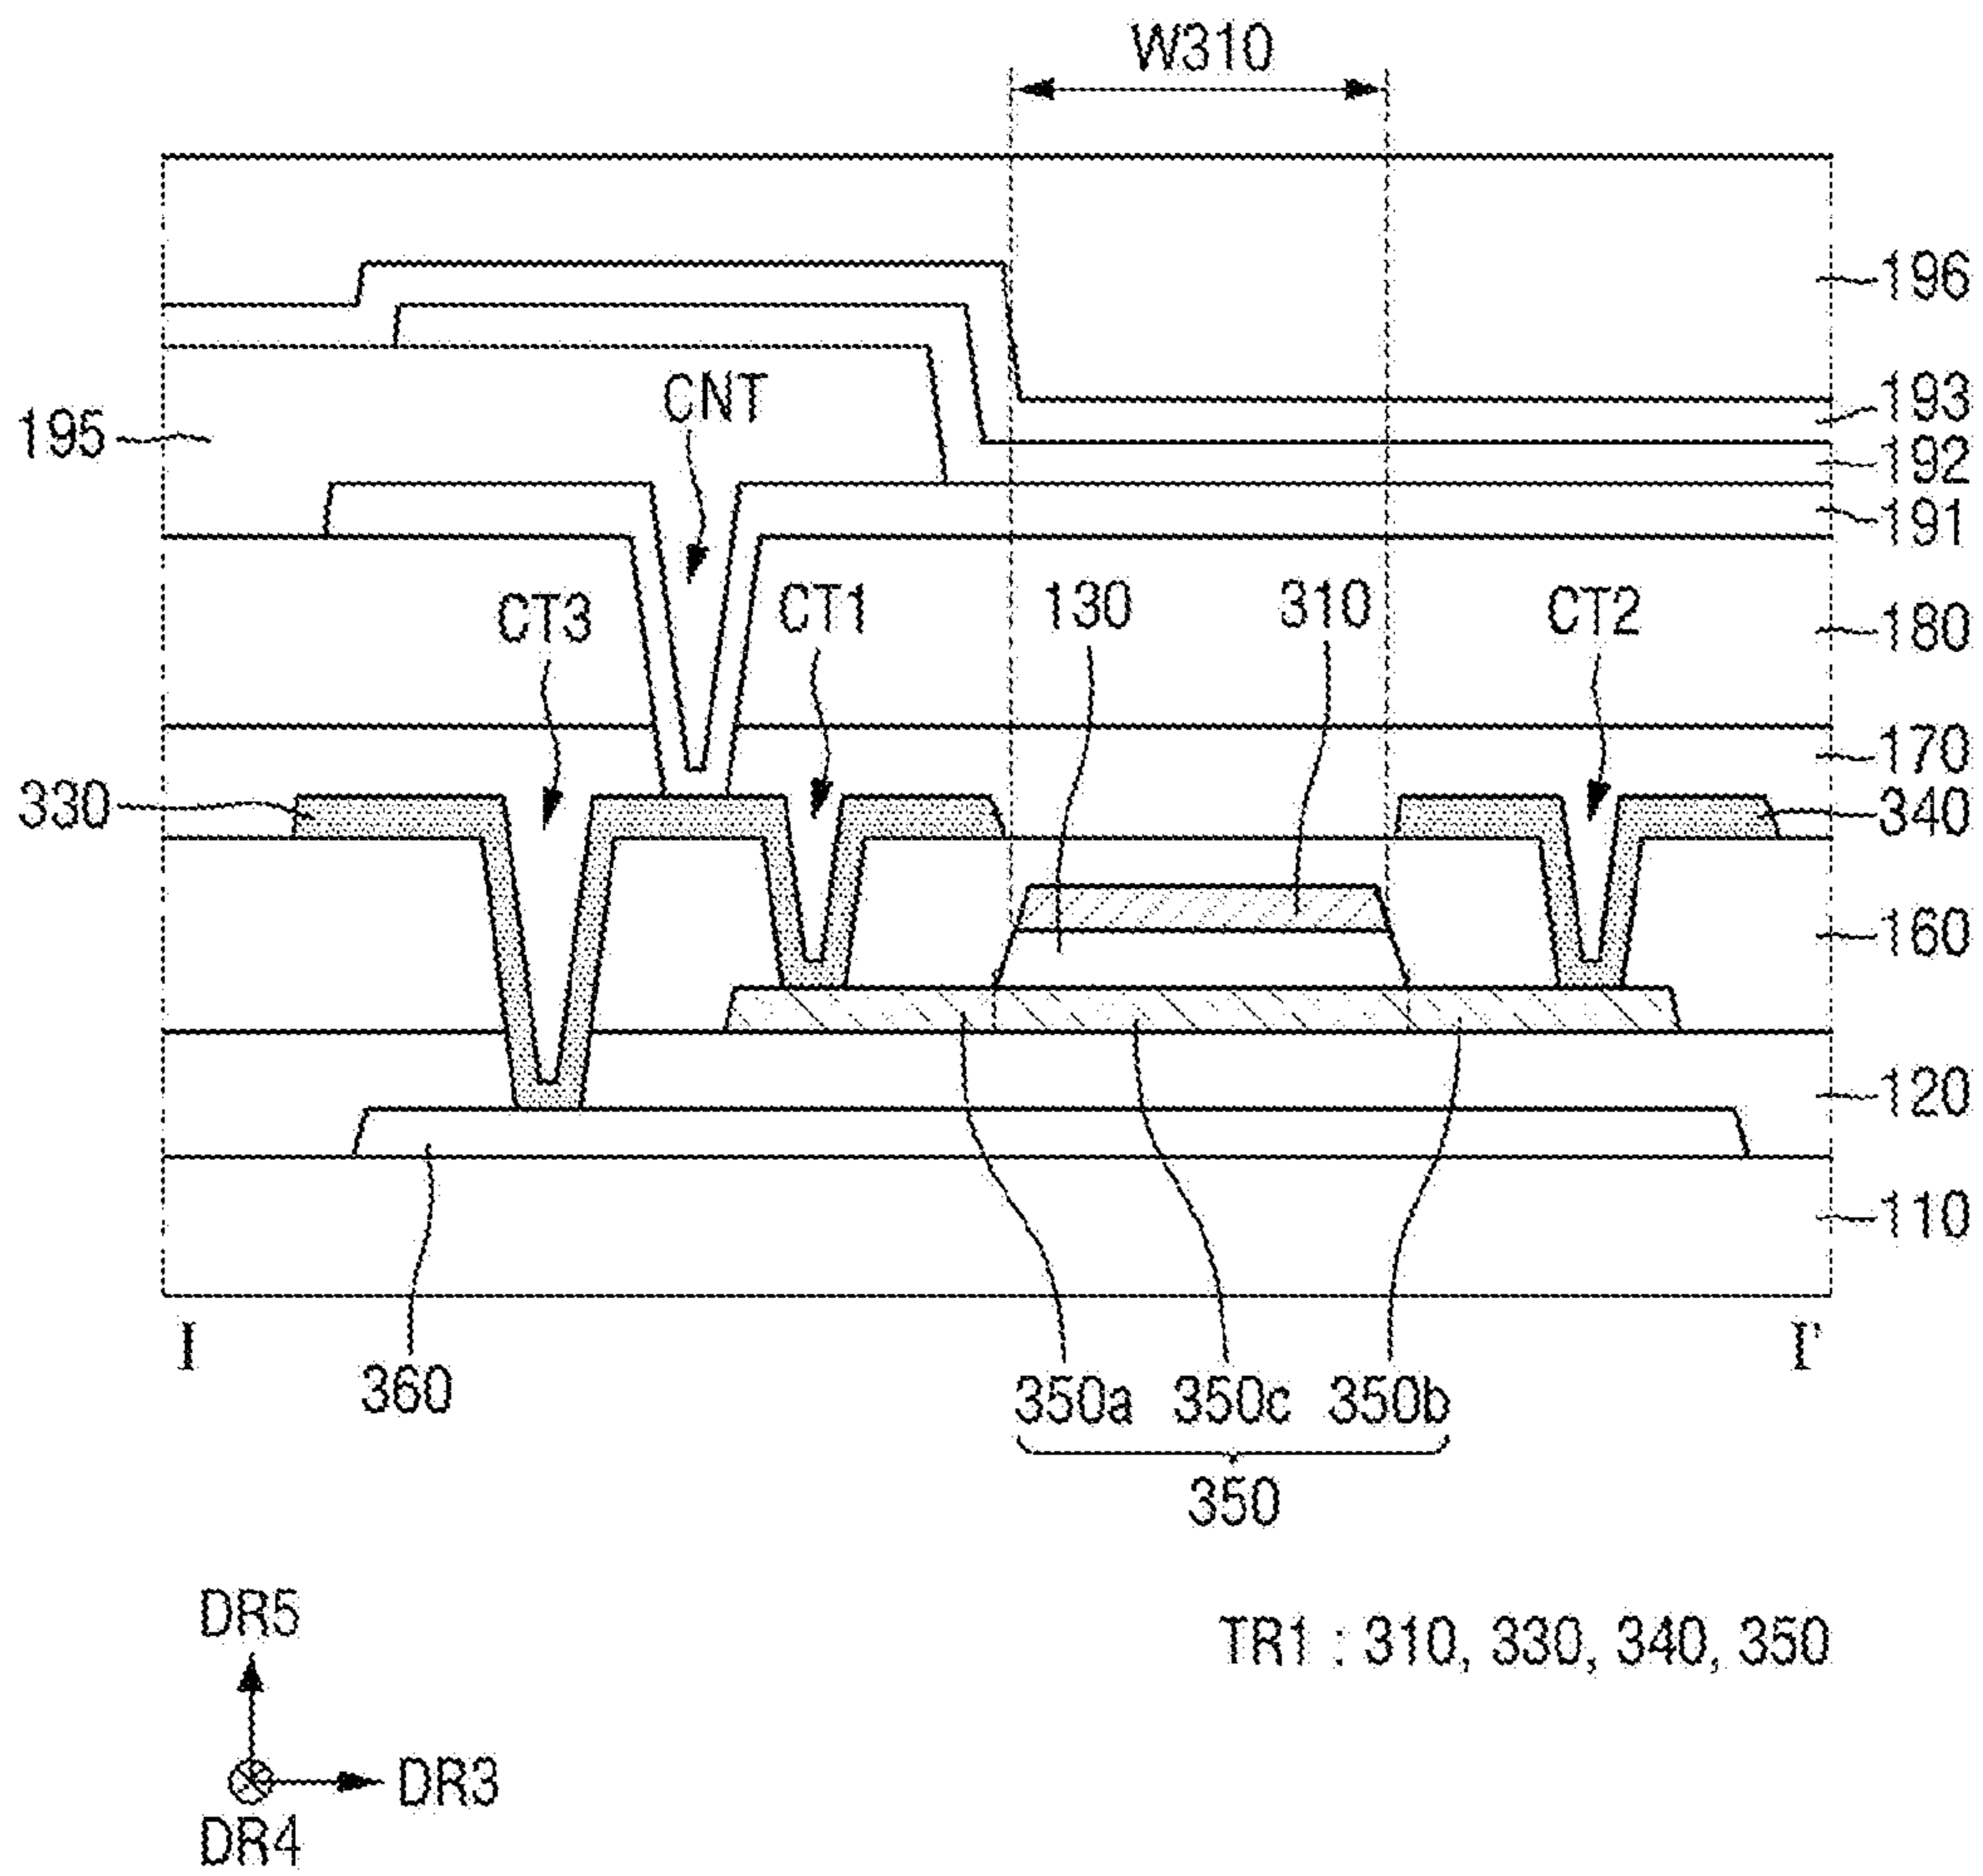 W310
196
193
CNT
195
192
191
CT3
CT1
130
310
CT2
180
170
330
340
160
120
110
I
I'
360
350a 350c 350b
350
DR5
TR1 : 310, 330, 340, 350
DR3
DR4